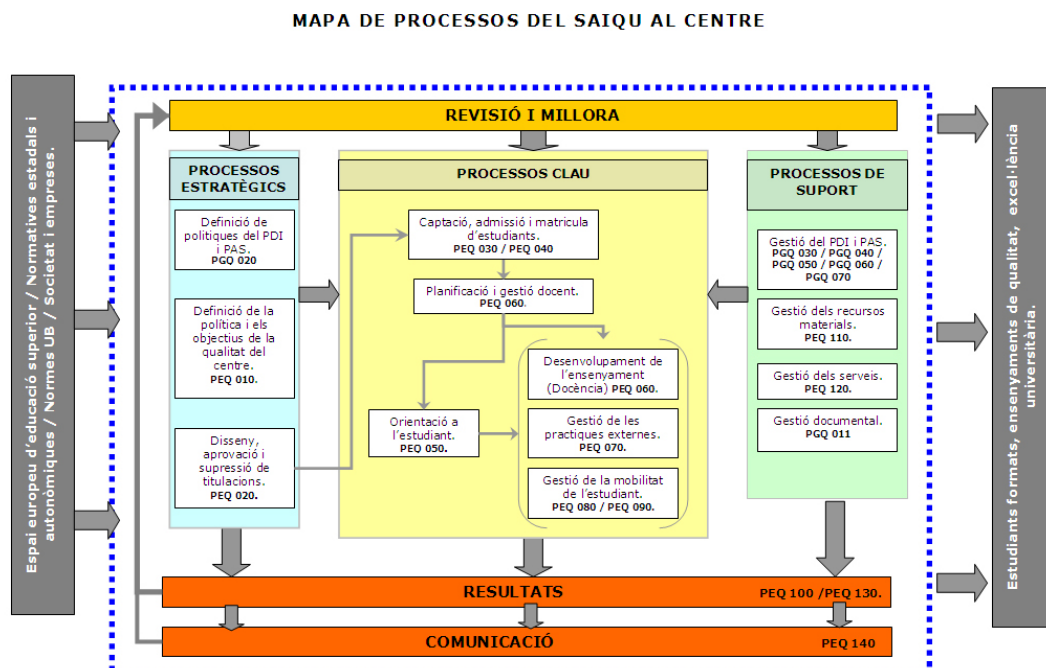 MAPA DE PROCESSOS DEL SAIQU AL CENTRE
Espai europeu d'educació superior / Normatives estadals i
autonòmiques / Normes UB / Societat i empreses.
REVISIÓ I MILLORA
PROCESSOS
ESTRATÈGICS
Definició de
polítiques del PDI i
PAS.
PGQ 020
Definició de la
política i els
objectius de la
qualitat del
centre.
PEQ 010.
Disseny,
aprovació i
supressió de
titulacions.
PEQ 020.
PROCESSOS CLAU
Captació, admissió i matricula
d'estudiants.
PEQ 030 / PEQ 040
Planificació i gestió docent.
PEQ 060.
Desenvolupament de
l'ensenyament
(Docència) PEQ 060.
Orientació a
l'estudiant.
PEQ 050.
Gestió de les
practiques externes.
PEQ 070.
Gestió de la mobilitat
de l'estudiant.
PEQ 080 / PEQ 090.
PROCESSOS DE
SUPORT
Gestió del PDI i PAS.
PGQ 030 / PGQ 040 /
PGQ 050 / PGQ 060 /
PGQ 070
Gestió dels recursos
materials.
PEQ 110.
Gestió dels serveis.
PEQ 120.
Gestió documental.
PGQ 011
RESULTATS PEQ 100 /PEQ 130.
COMUNICACIÓ PEQ 140
Estudiants formats, ensenyaments de qualitat, excel·lència
universitària.